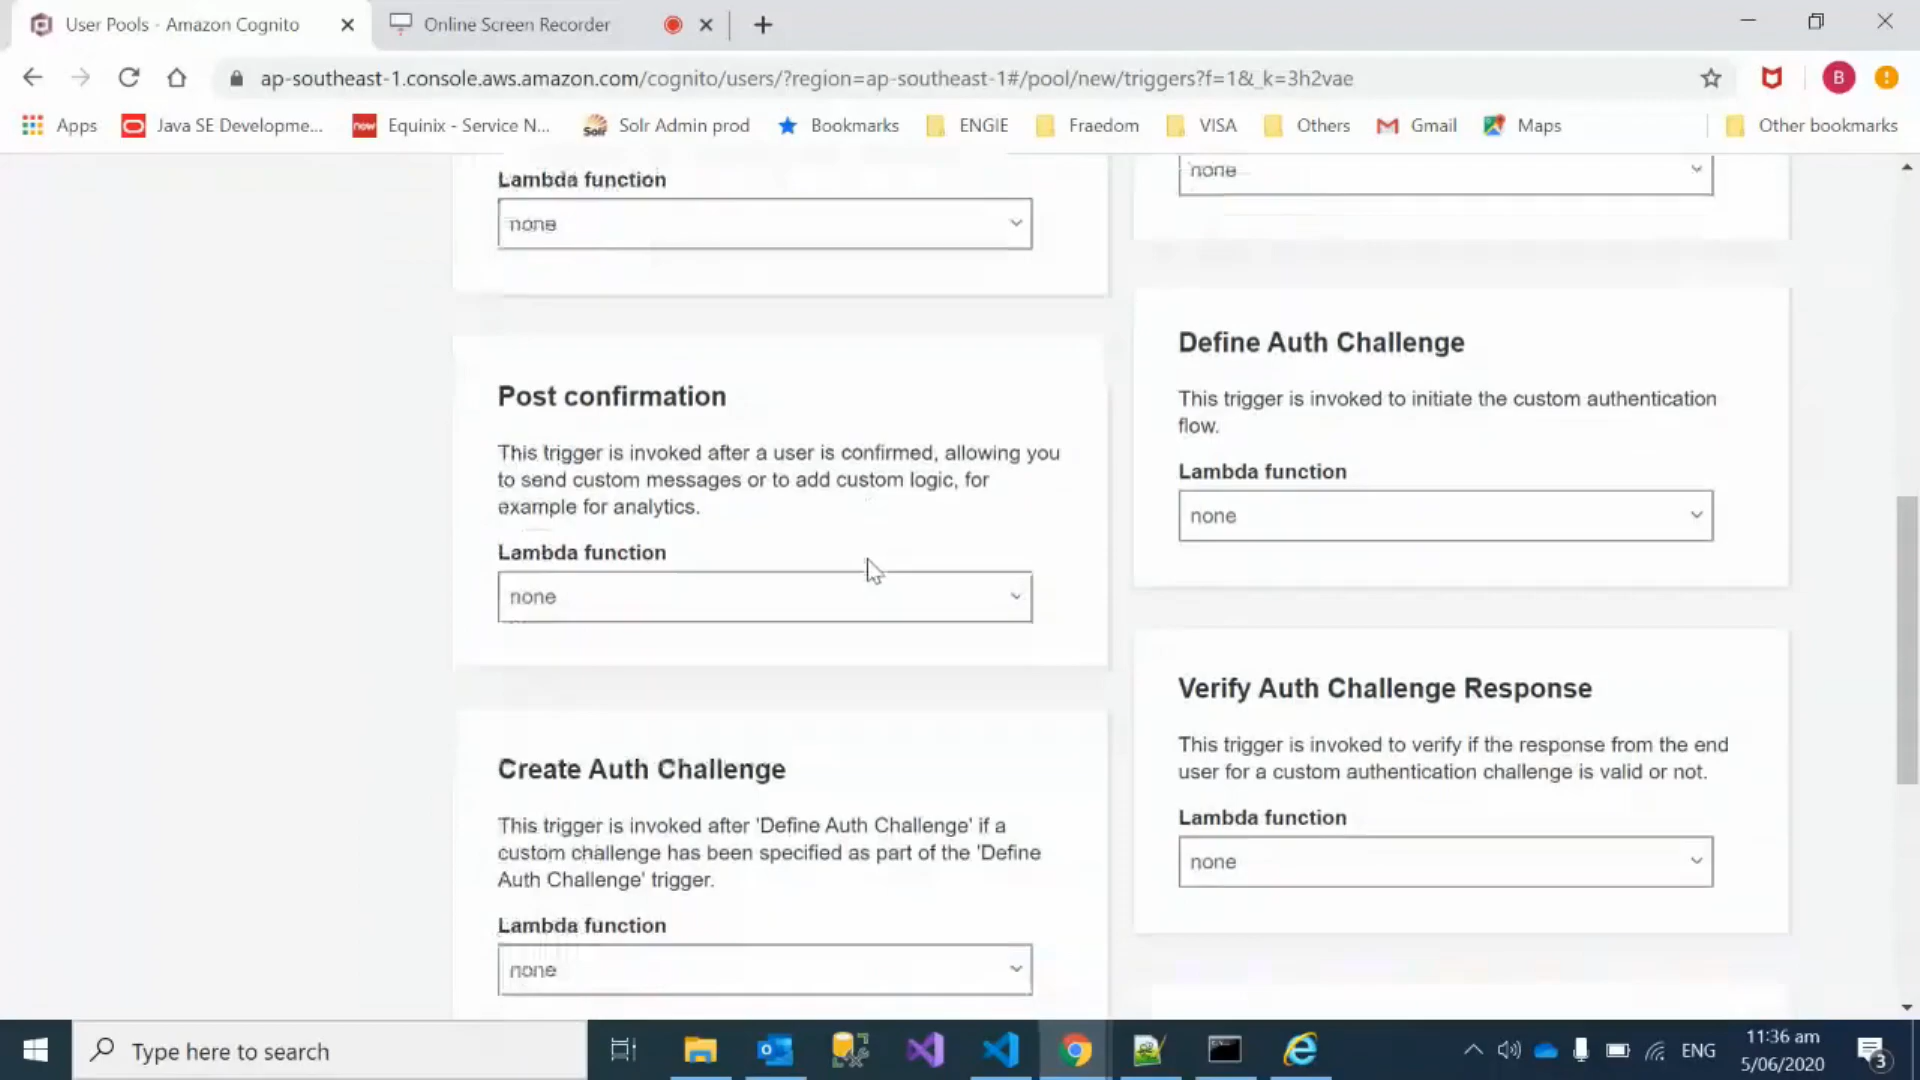 User Pools - Amazon Cognito
Online Screen Recorder
ap-southeast-1.console.aws.amazon.com/cognito/users/?region=ap-southeast-1#/pool/new/triggers?f=1&_k=3h2vae
B
Apps
Java SE Developme...
now
Equinix - Service N...
Solr
Solr Admin prod
Bookmarks
ENGIE
Fraedom
VISA
Others
Gmail
Maps
Other bookmarks
Lambda function
none
Post confirmation
This trigger is invoked after a user is confirmed, allowing you
to send custom messages or to add custom logic, for
example for analytics.
Lambda function
none
Create Auth Challenge
This trigger is invoked after 'Define Auth Challenge' if a
custom challenge has been specified as part of the 'Define
Auth Challenge' trigger.
Lambda function
none
none
Define Auth Challenge
This trigger is invoked to initiate the custom authentication
flow.
Lambda function
none
Verify Auth Challenge Response
This trigger is invoked to verify if the response from the end
user for a custom authentication challenge is valid or not.
Lambda function
none
Type here to search
ENG
11:36 am
5/06/2020
3